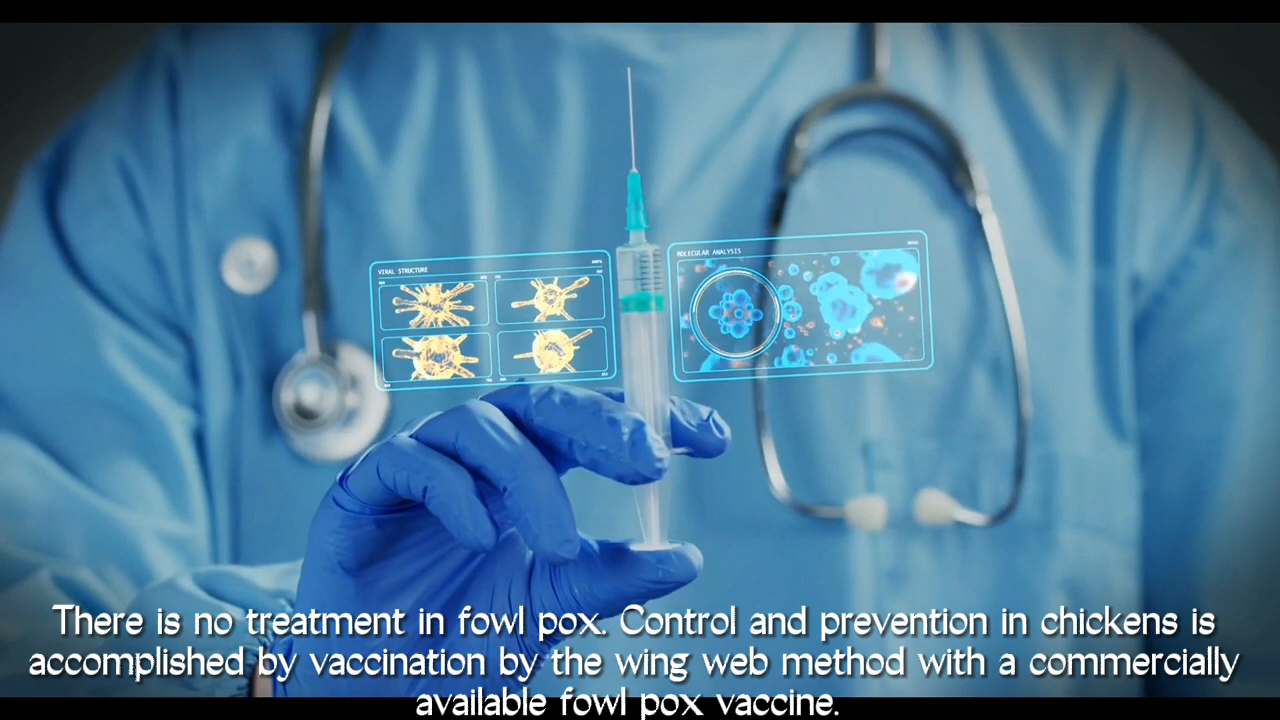 VIRAL STRUCTURE
MOLECULAR ANALYSIS
There is no treatment in fowl pox. Control and prevention in chickens is
accomplished by vaccination by the wing web method with a commercially
available fowl pox vaccine.